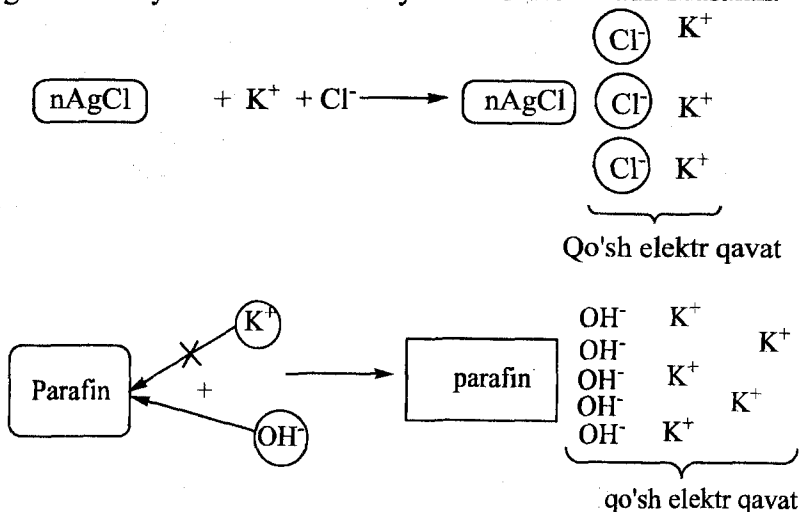 K⁺
Cl⁻
nAgCl + K⁺ + Cl⁻ nAgCl Cl⁻ K⁺
Cl⁻ K⁺
Qo'sh elektr qavat
K⁺ OH⁻ K⁺
OH⁻ K⁺
Parafin + parafin OH⁻ K⁺
OH⁻ K⁺
OH⁻ OH⁻ K⁺
qo'sh elektr qavat